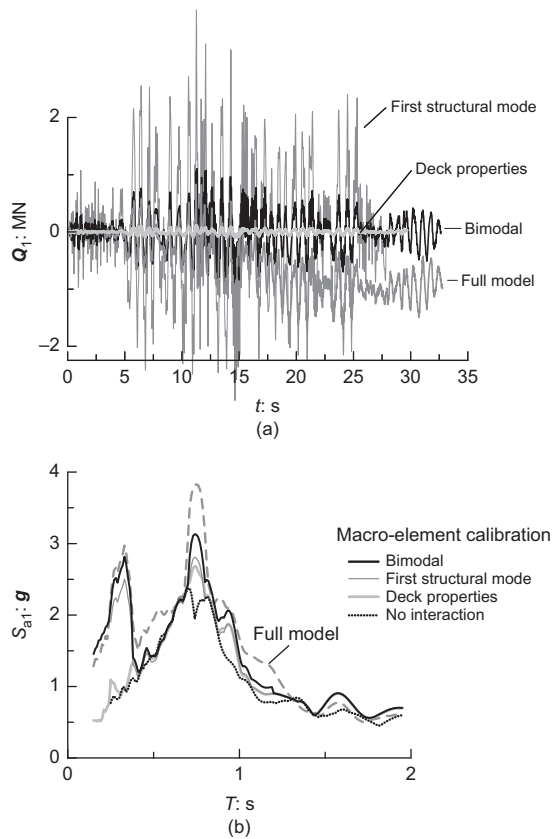 2
0
−2
Q1: MN
First structural mode
Deck properties
Bimodal
Full model
0 5 10 15 20 25 30 35
t: s
(a)
4
3
2
1
0
Sa1: g
Macro-element calibration
Bimodal
First structural mode
Deck properties
No interaction
Full model
0 1 2
T: s
(b)